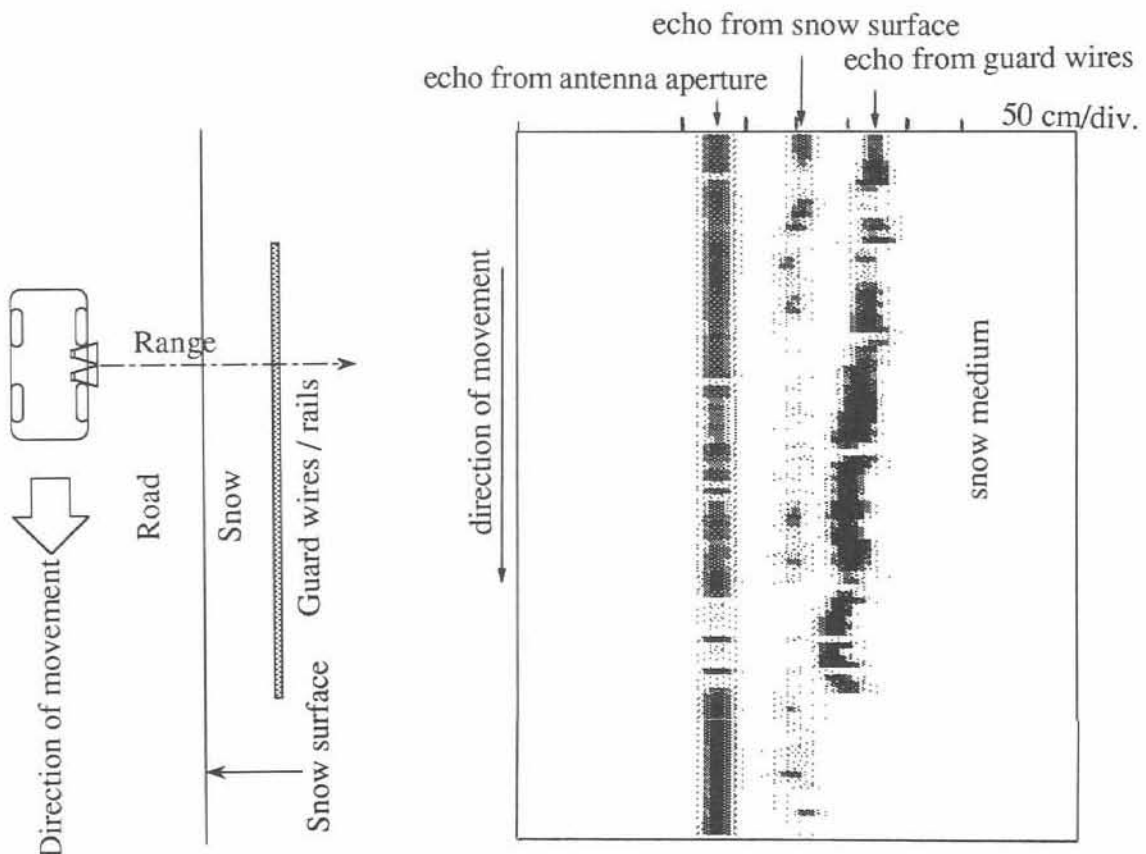 echo from snow surface
echo from antenna aperture
echo from guard wires
50 cm/div.
Range
Road
Snow
Guard wires / rails
Snow surface
Direction of movement
direction of movement
snow medium